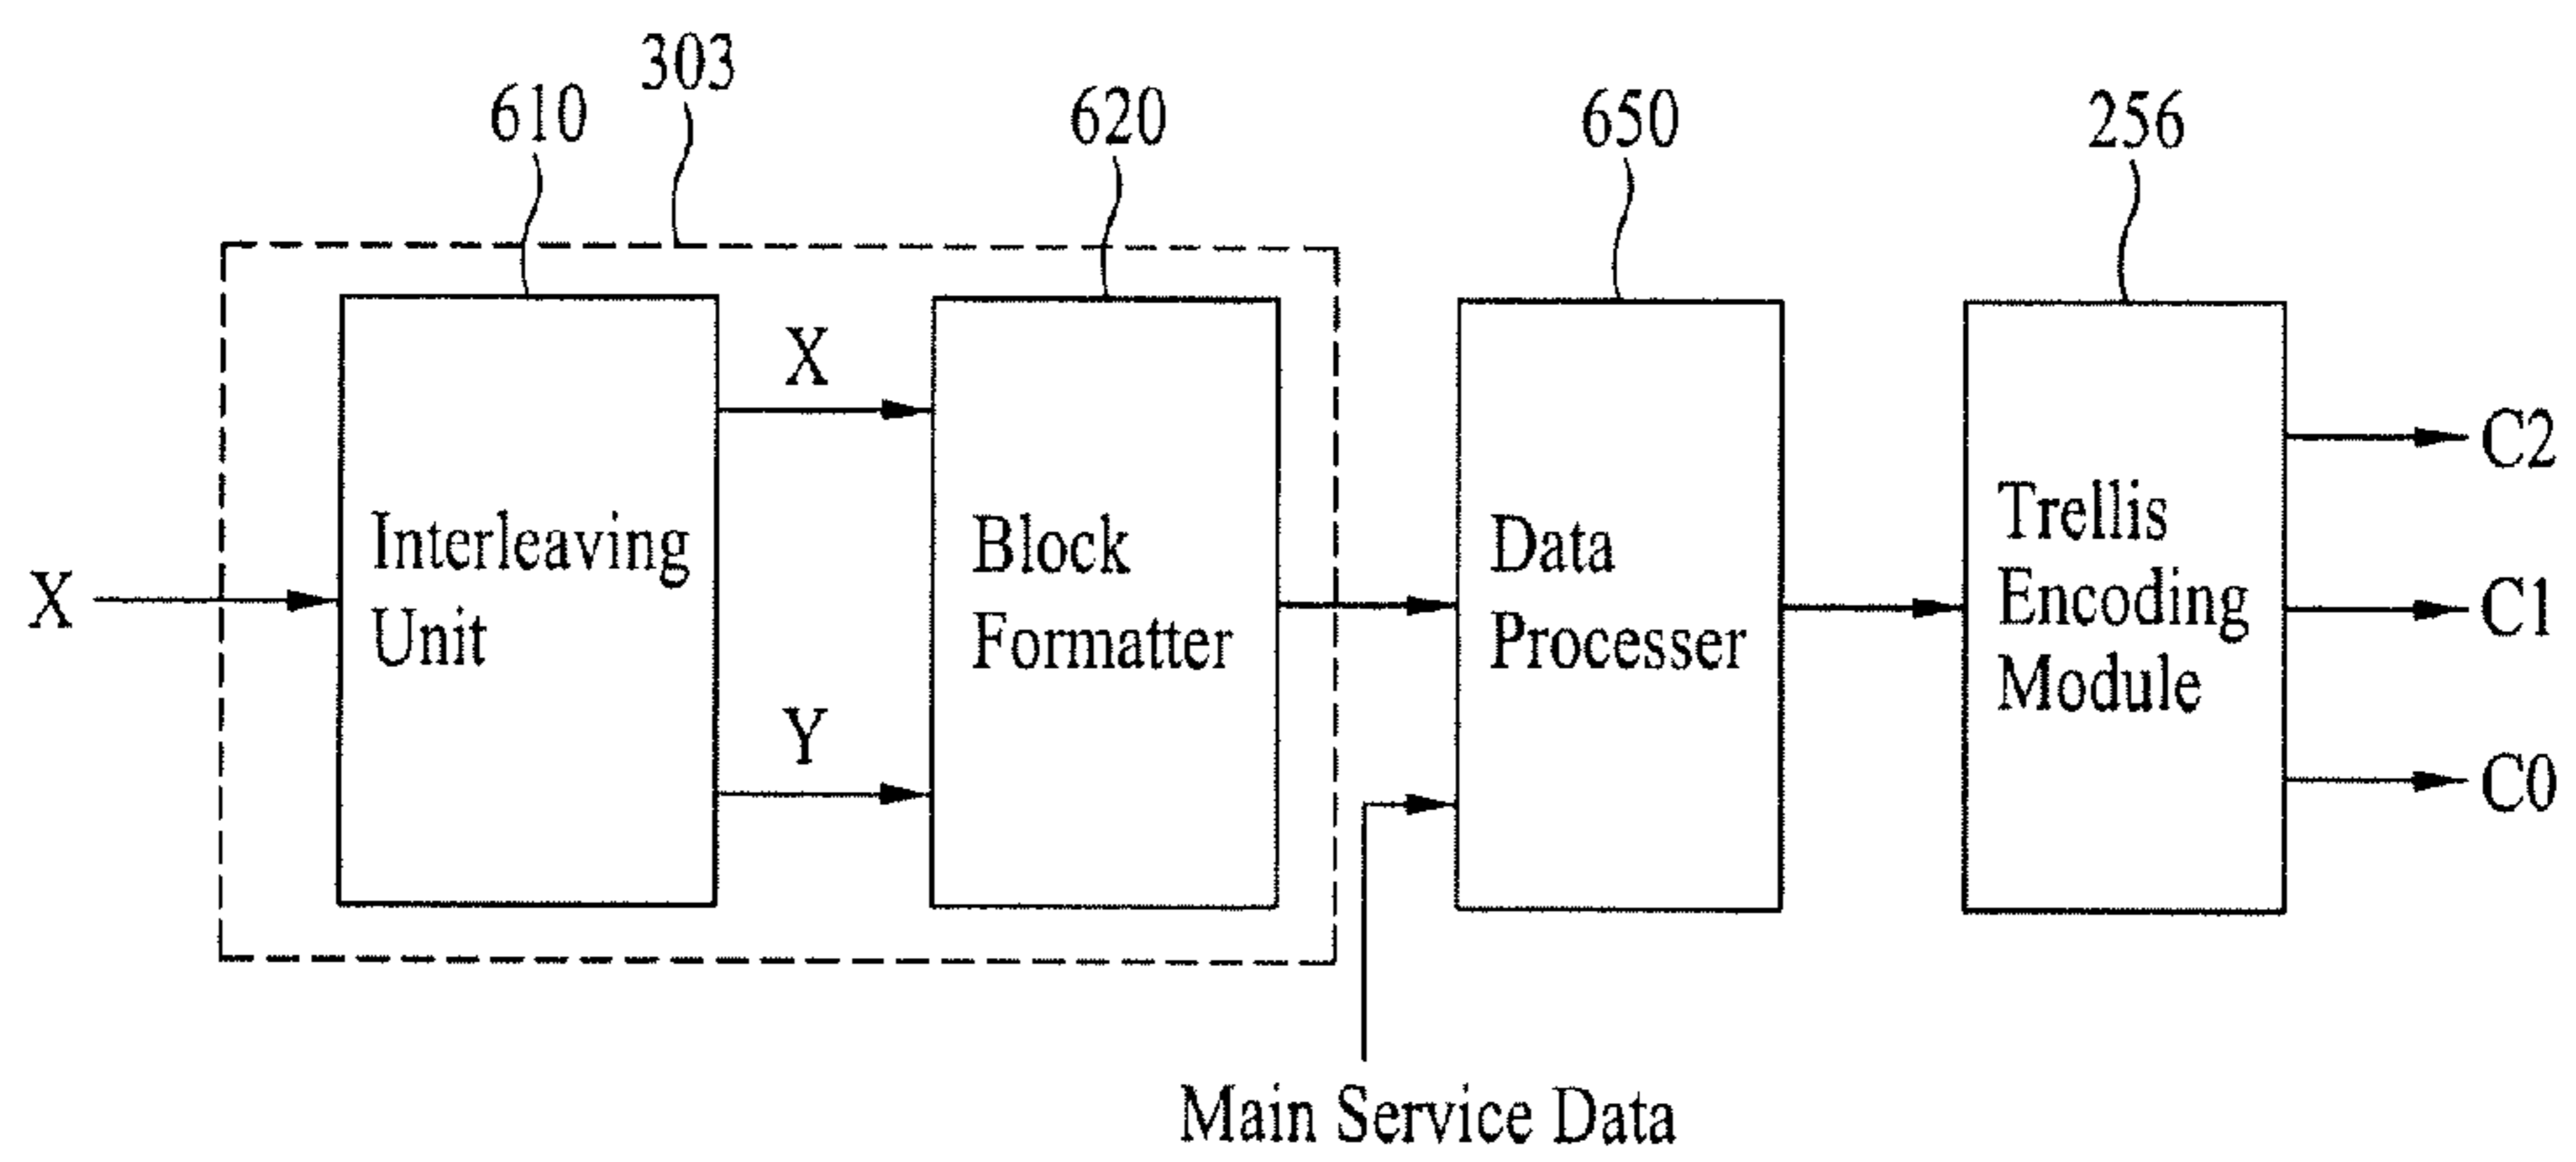 303
610
620
650
256
X
Interleaving
Unit
X
Y
Block
Formatter
Data
Processer
Trellis
Encoding
Module
C2
C1
C0
Main Service Data